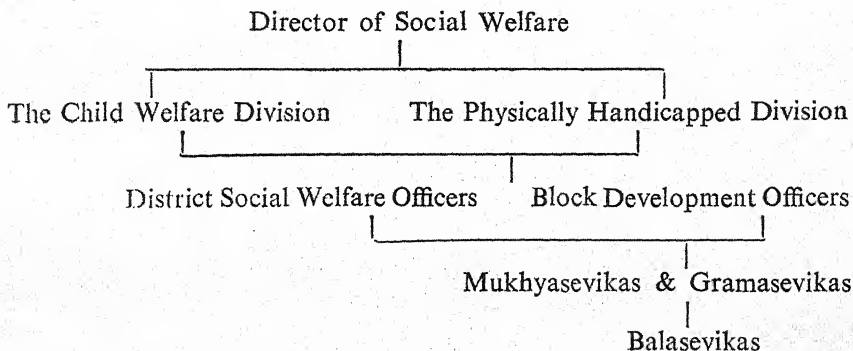 Director of Social Welfare
The Child Welfare Division The Physically Handicapped Division
District Social Welfare Officers Block Development Officers
Mukhyasevikas & Gramasevikas
Balasevikas